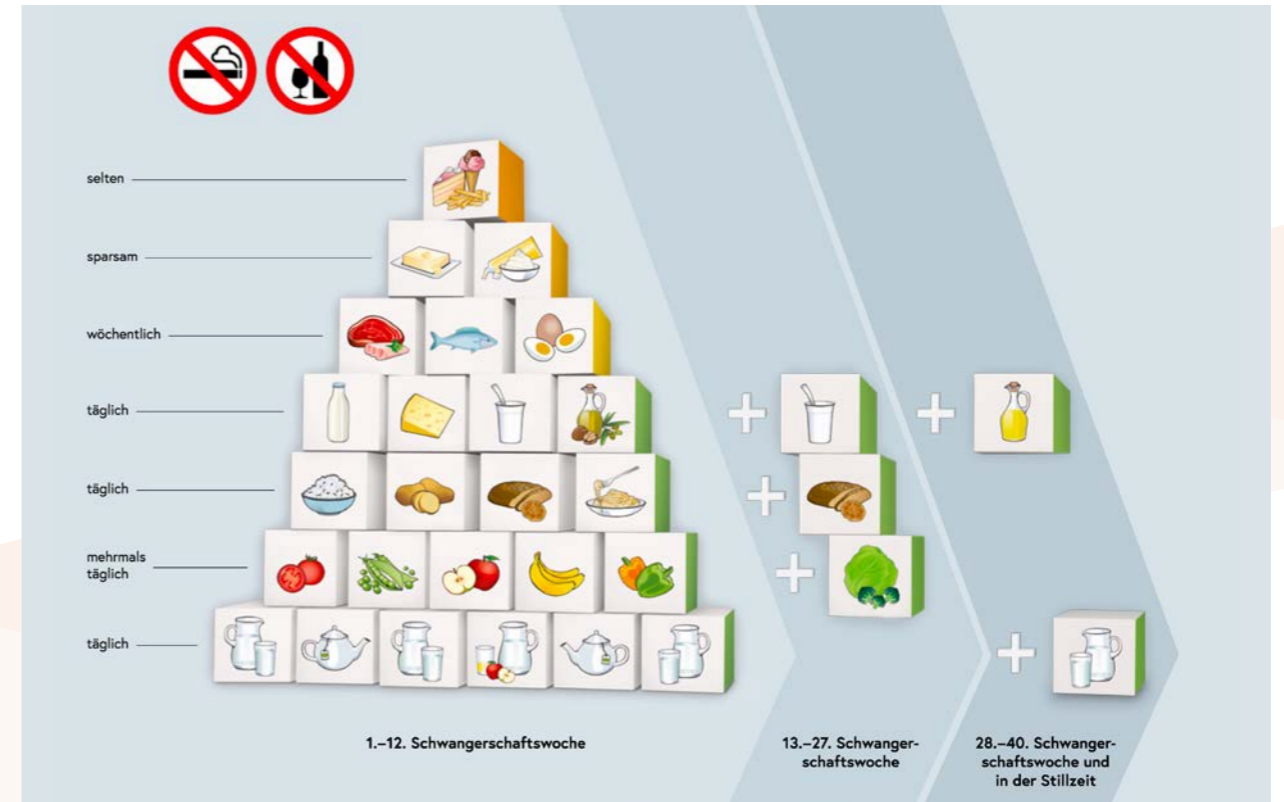 selten
sparsam
wöchentlich
täglich
täglich
mehrmals
täglich
täglich
1.–12. Schwangerschaftswoche
13.–27. Schwanger-
schaftswoche
28.–40. Schwanger-
schaftswoche und
in der Stillzeit